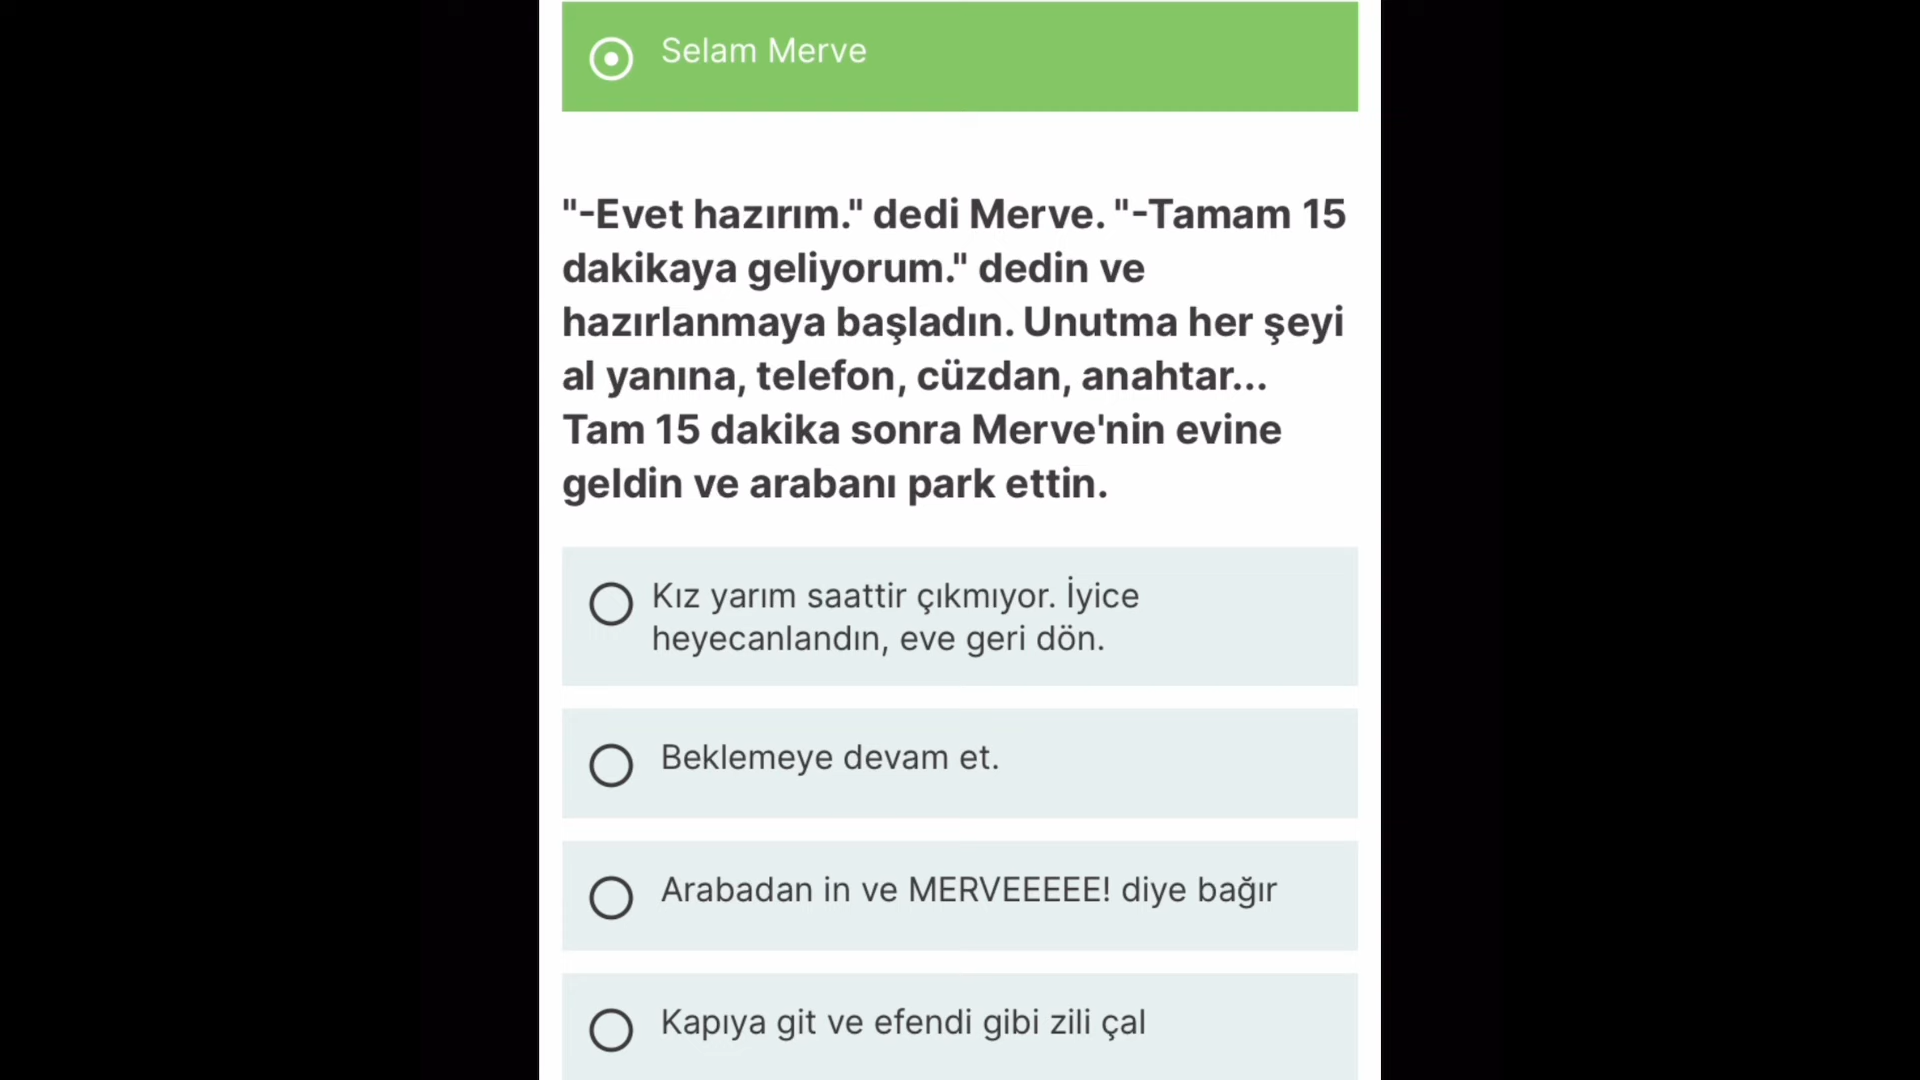 Selam Merve
"-Evet hazırım." dedi Merve. "-Tamam 15
dakikaya geliyorum." dedin ve
hazırlanmaya başladın. Unutma her şeyi
al yanına, telefon, cüzdan, anahtar...
Tam 15 dakika sonra Merve'nin evine
geldin ve arabanı park ettin.
Kız yarım saattir çıkmıyor. İyice
heyecanlandın, eve geri dön.
Beklemeye devam et.
Arabadan in ve MERVEEEEE! diye bağır
Kapıya git ve efendi gibi zili çal